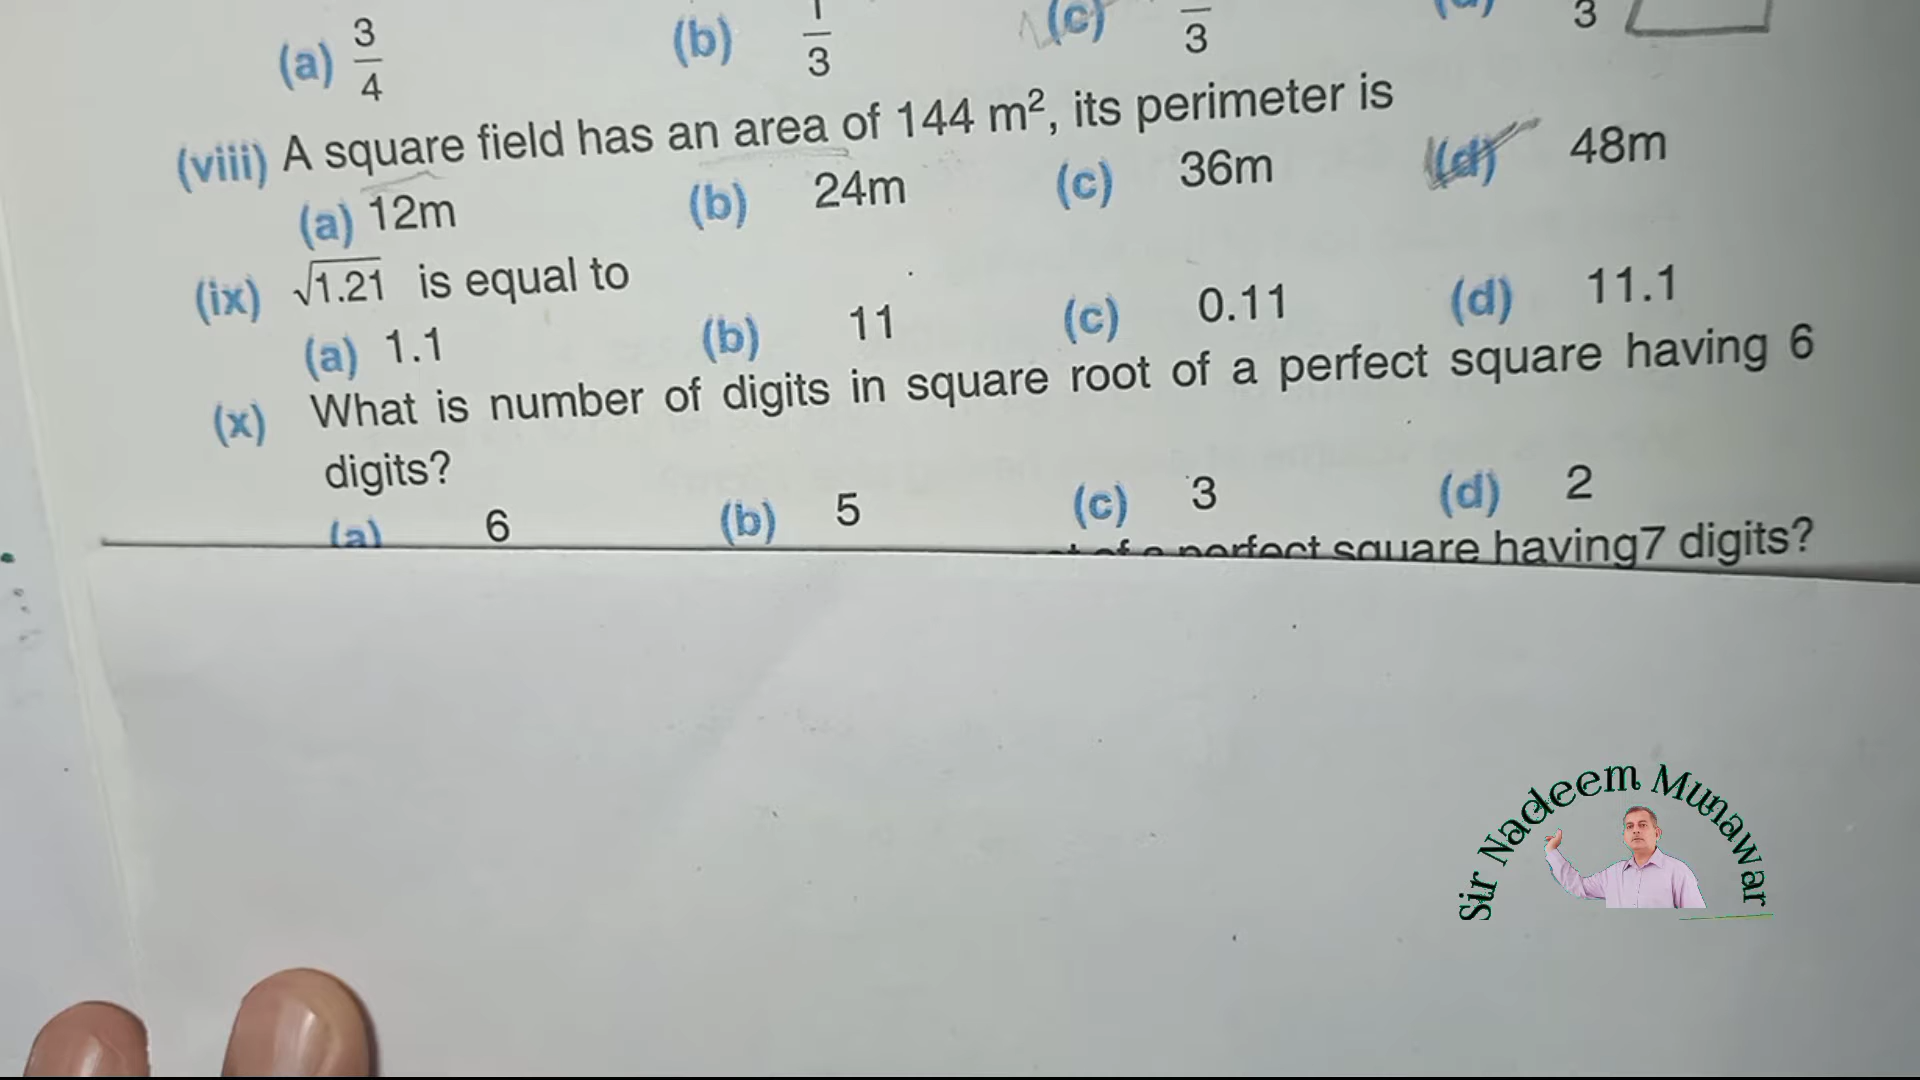 (a) 3/4 (b) 1/3 (c) /3 (d) 3
(viii) A square field has an area of 144 m², its perimeter is
(a) 12m (b) 24m (c) 36m (d) 48m
(ix) √1.21 is equal to
(a) 1.1 (b) 11 (c) 0.11 (d) 11.1
(x) What is number of digits in square root of a perfect square having 6
digits?
(a) 6 (b) 5 (c) 3 (d) 2
of a perfect square having7 digits?
Sir Nadeem Munawar